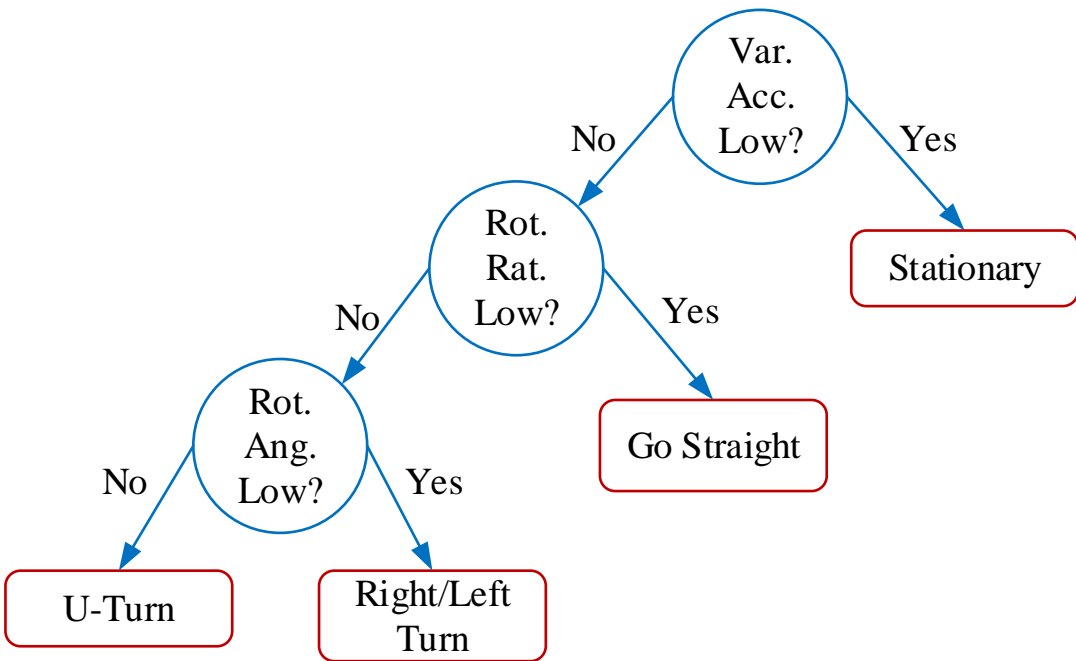 Var.
Acc.
Low?
No
Yes
Rot.
Rat.
Low?
Stationary
No
Yes
Rot.
Ang.
Low?
Go Straight
No
Yes
U-Turn
Right/Left
Turn